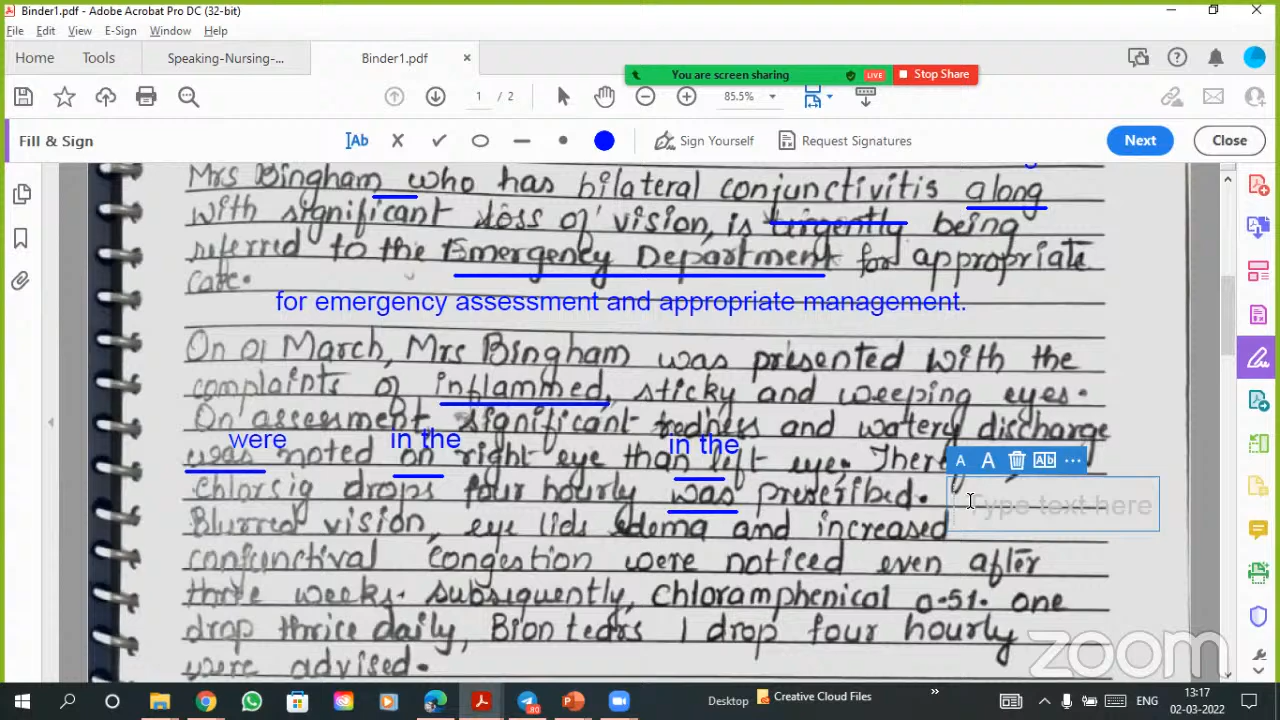 Binder1.pdf - Adobe Acrobat Pro DC (32-bit)
File Edit View E-Sign Window Help
Home Tools Speaking-Nursing-... Binder1.pdf ×
You are screen sharing LIVE Stop Share
1 / 2 85.5%
Fill & Sign Ab Sign Yourself Request Signatures Next Close
Mrs Bingham who has bilateral conjunctivitis along
with significant loss of vision, is urgently being
referred to the Emergency Department for appropriate
care.
for emergency assessment and appropriate management.
On 01 March, Mrs Bingham was presented with the
complaints of inflammed, sticky and weeping eyes.
On assessment significant redness and watery discharge
were in the in the
was noted on right eye than left eye. There
A A Ab ...
Chlorsig drops four hourly was prescribed.
Type text here
Blurred vision, eye lids edema and increased
conjunctival congestion were noticed even after
three weeks. subsiquently, Chloramphenical 0.5%. one
drop thrice daily, Bion tears 1 drop four hourly
were advised.
zoom
Desktop Creative Cloud Files » ENG 13:17
02-03-2022